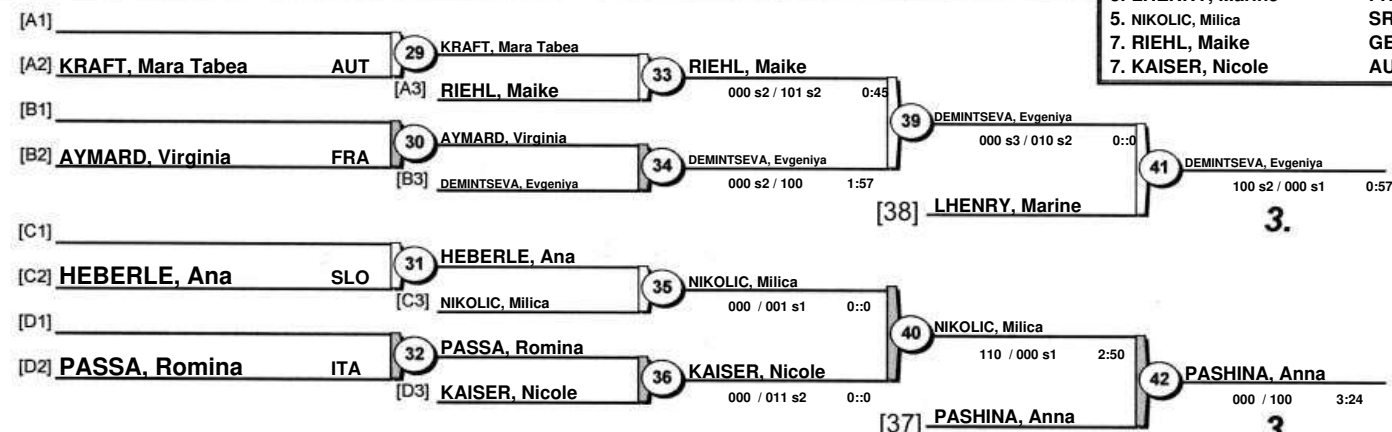 5. NIKOLIC, Milica SR
7. RIEHL, Maike GE
7. KAISER, Nicole AU
[A1]
[A2] KRAFT, Mara Tabea AUT
29 KRAFT, Mara Tabea
[A3] RIEHL, Maike
33 RIEHL, Maike
000 s2 / 101 s2 0:45
[B1]
[B2] AYMARD, Virginia FRA
30 AYMARD, Virginia
[B3] DEMINTSEVA, Evgeniya
34 DEMINTSEVA, Evgeniya
000 s2 / 100 1:57
39 DEMINTSEVA, Evgeniya
000 s3 / 010 s2 0::0
[38] LHENRY, Marine
41 DEMINTSEVA, Evgeniya
100 s2 / 000 s1 0:57
3.
[C1]
[C2] HEBERLE, Ana SLO
31 HEBERLE, Ana
[C3] NIKOLIC, Milica
35 NIKOLIC, Milica
000 / 001 s1 0::0
[D1]
[D2] PASSA, Romina ITA
32 PASSA, Romina
[D3] KAISER, Nicole
36 KAISER, Nicole
000 / 011 s2 0::0
40 NIKOLIC, Milica
110 / 000 s1 2:50
[37] PASHINA, Anna
42 PASHINA, Anna
000 / 100 3:24
3